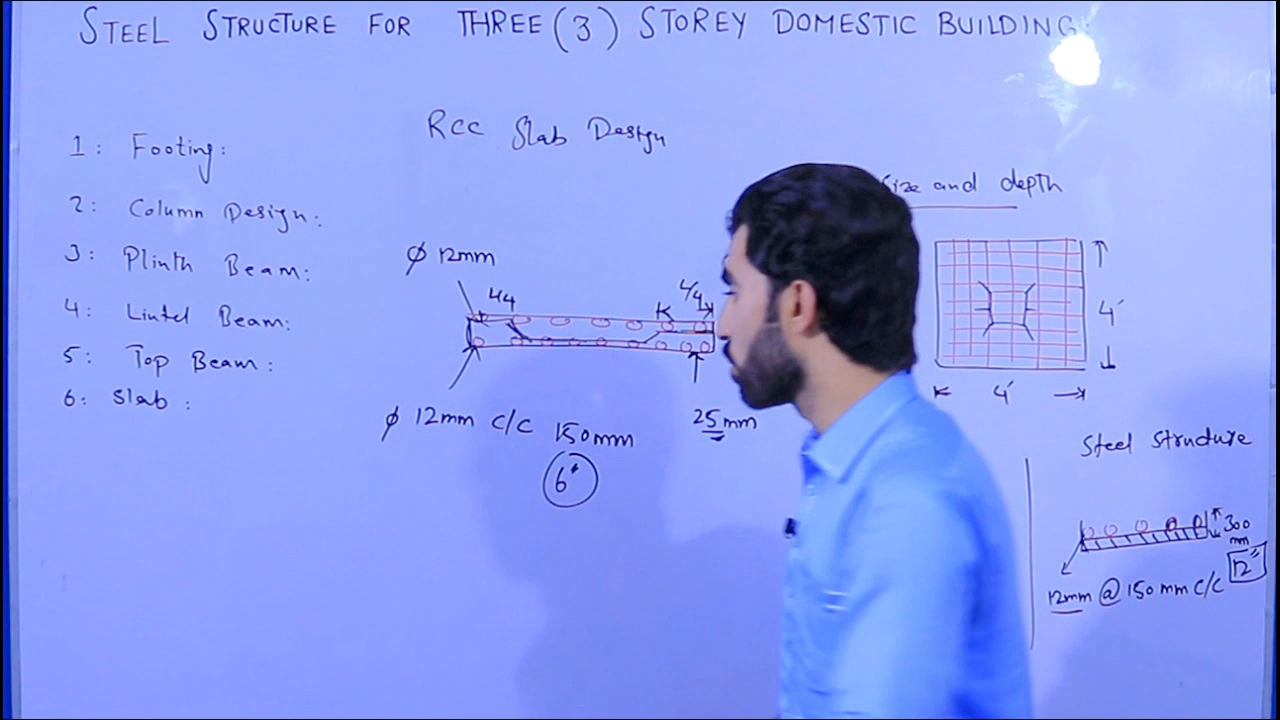 STEEL STRUCTURE FOR THREE (3) STOREY DOMESTIC BUILDING:
RCC Slab Design
1: Footing:
2: Column Design:
3: Plinth Beam:
4: Lintel Beam:
5: Top Beam:
6: Slab:
ϕ 12mm
L/4
ϕ 12mm C/C 150mm
6"
25mm
Size and depth
4'
4'
Steel Structure
300
mm
12"
12mm @ 150mm C/C